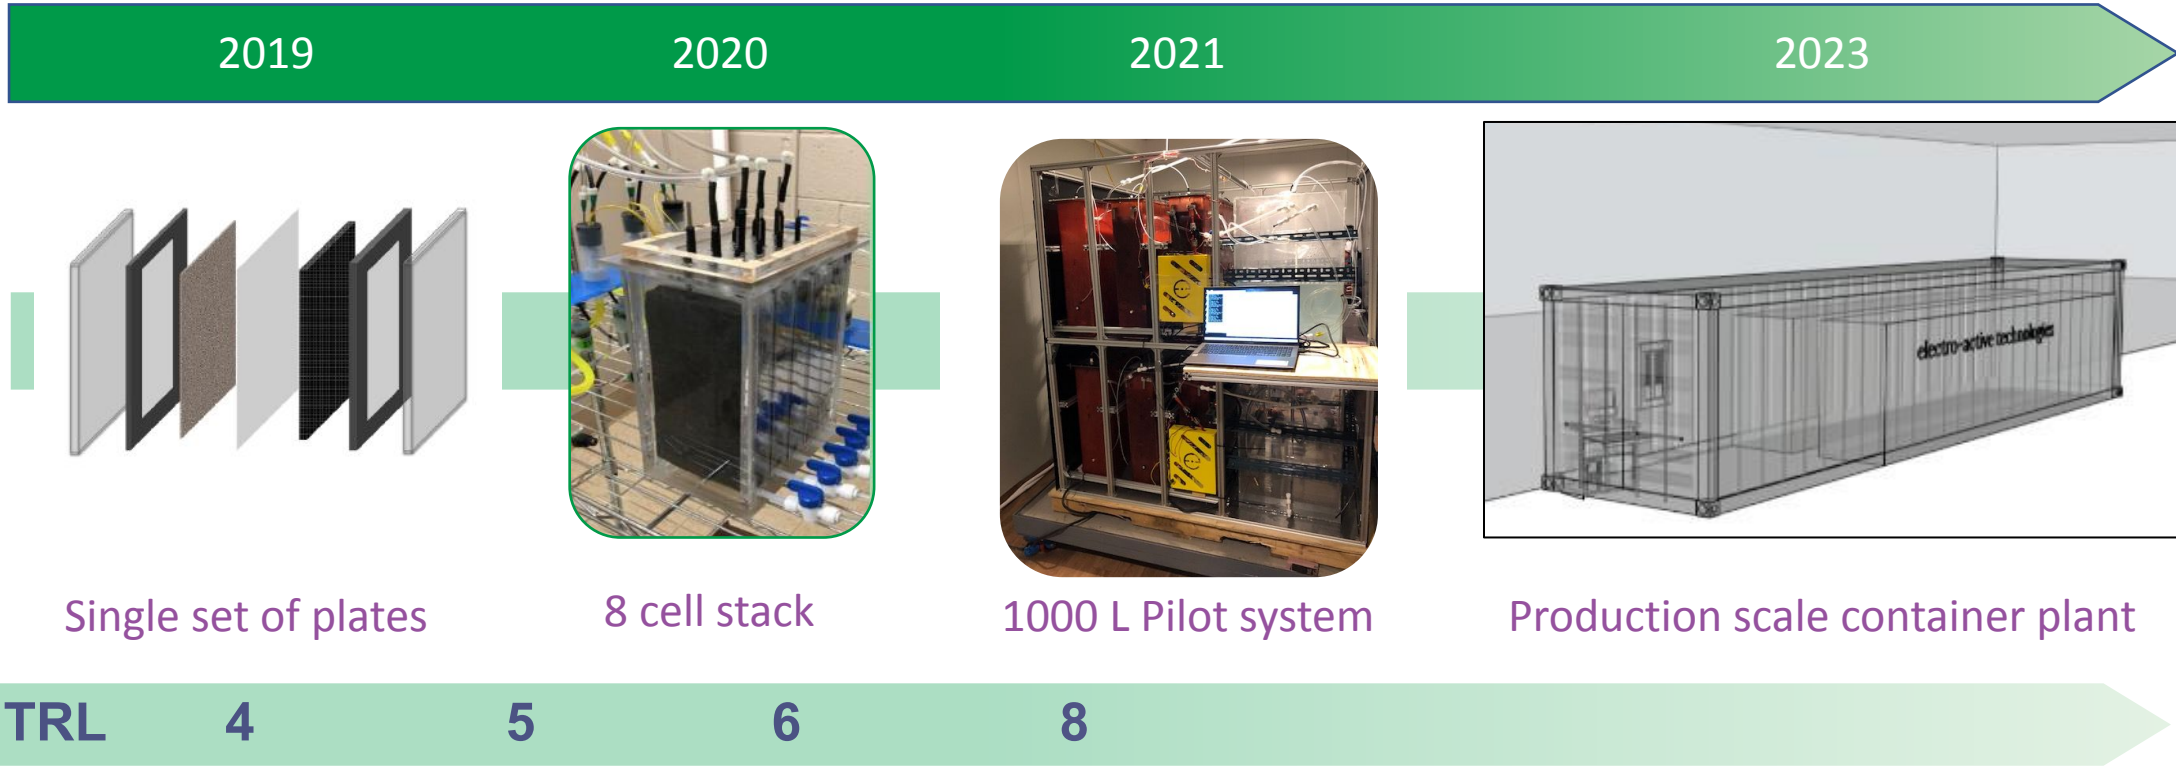 2019 2020 2021 2023
electro-active technologies
Single set of plates 8 cell stack 1000 L Pilot system Production scale container plant
TRL 4 5 6 8